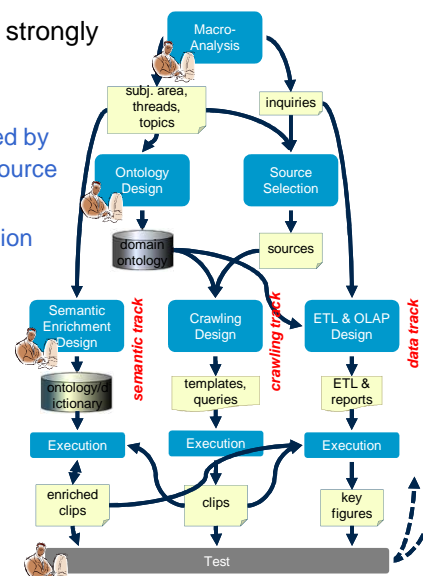 strongly
ed by
ource
ion
Macro-
Analysis
subj. area,
threads,
topics
inquiries
Ontology
Design
Source
Selection
domain
ontology
sources
Semantic
Enrichment
Design
semantic track
Crawling
Design
crawling track
ETL & OLAP
Design
data track
ontology/d
ictionary
templates,
queries
ETL &
reports
Execution
Execution
Execution
enriched
clips
clips
key
figures
Test